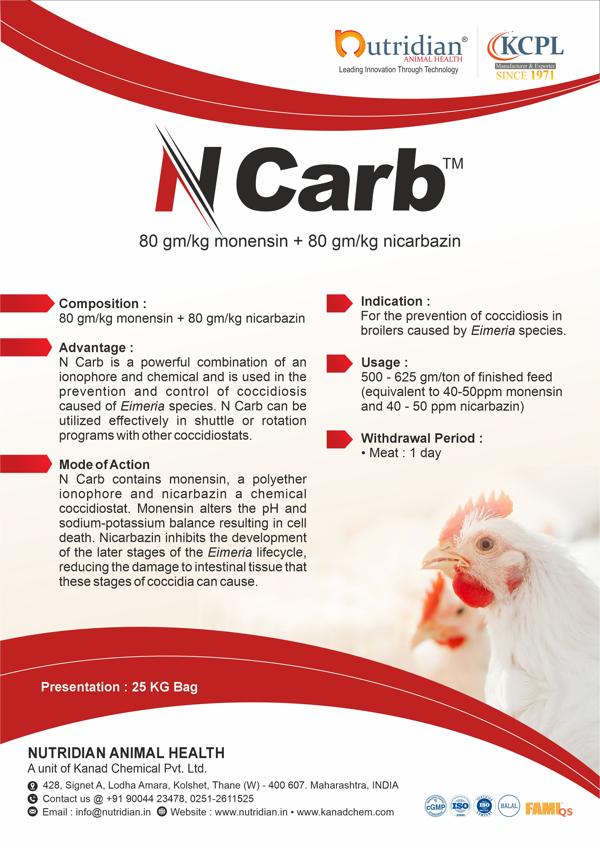 Nutridian®
ANIMAL HEALTH
Leading Innovation Through Technology
KCPL
Manufacturer & Exporter
SINCE 1971
N Carb™
80 gm/kg monensin + 80 gm/kg nicarbazin
Composition :
80 gm/kg monensin + 80 gm/kg nicarbazin
Advantage :
N Carb is a powerful combination of an
ionophore and chemical and is used in the
prevention and control of coccidiosis
caused of Eimeria species. N Carb can be
utilized effectively in shuttle or rotation
programs with other coccidiostats.
Mode of Action
N Carb contains monensin, a polyether
ionophore and nicarbazin a chemical
coccidiostat. Monensin alters the pH and
sodium-potassium balance resulting in cell
death. Nicarbazin inhibits the development
of the later stages of the Eimeria lifecycle,
reducing the damage to intestinal tissue that
these stages of coccidia can cause.
Indication :
For the prevention of coccidiosis in
broilers caused by Eimeria species.
Usage :
500 - 625 gm/ton of finished feed
(equivalent to 40-50ppm monensin
and 40 - 50 ppm nicarbazin)
Withdrawal Period :
• Meat : 1 day
Presentation : 25 KG Bag
NUTRIDIAN ANIMAL HEALTH
A unit of Kanad Chemical Pvt. Ltd.
428, Signet A, Lodha Amara, Kolshet, Thane (W) - 400 607. Maharashtra, INDIA
Contact us @ +91 90044 23478, 0251-2611525
Email : info@nutridian.in Website : www.nutridian.in • www.kanadchem.com
cGMP
ISO
ISO
HALAL
FAMI QS